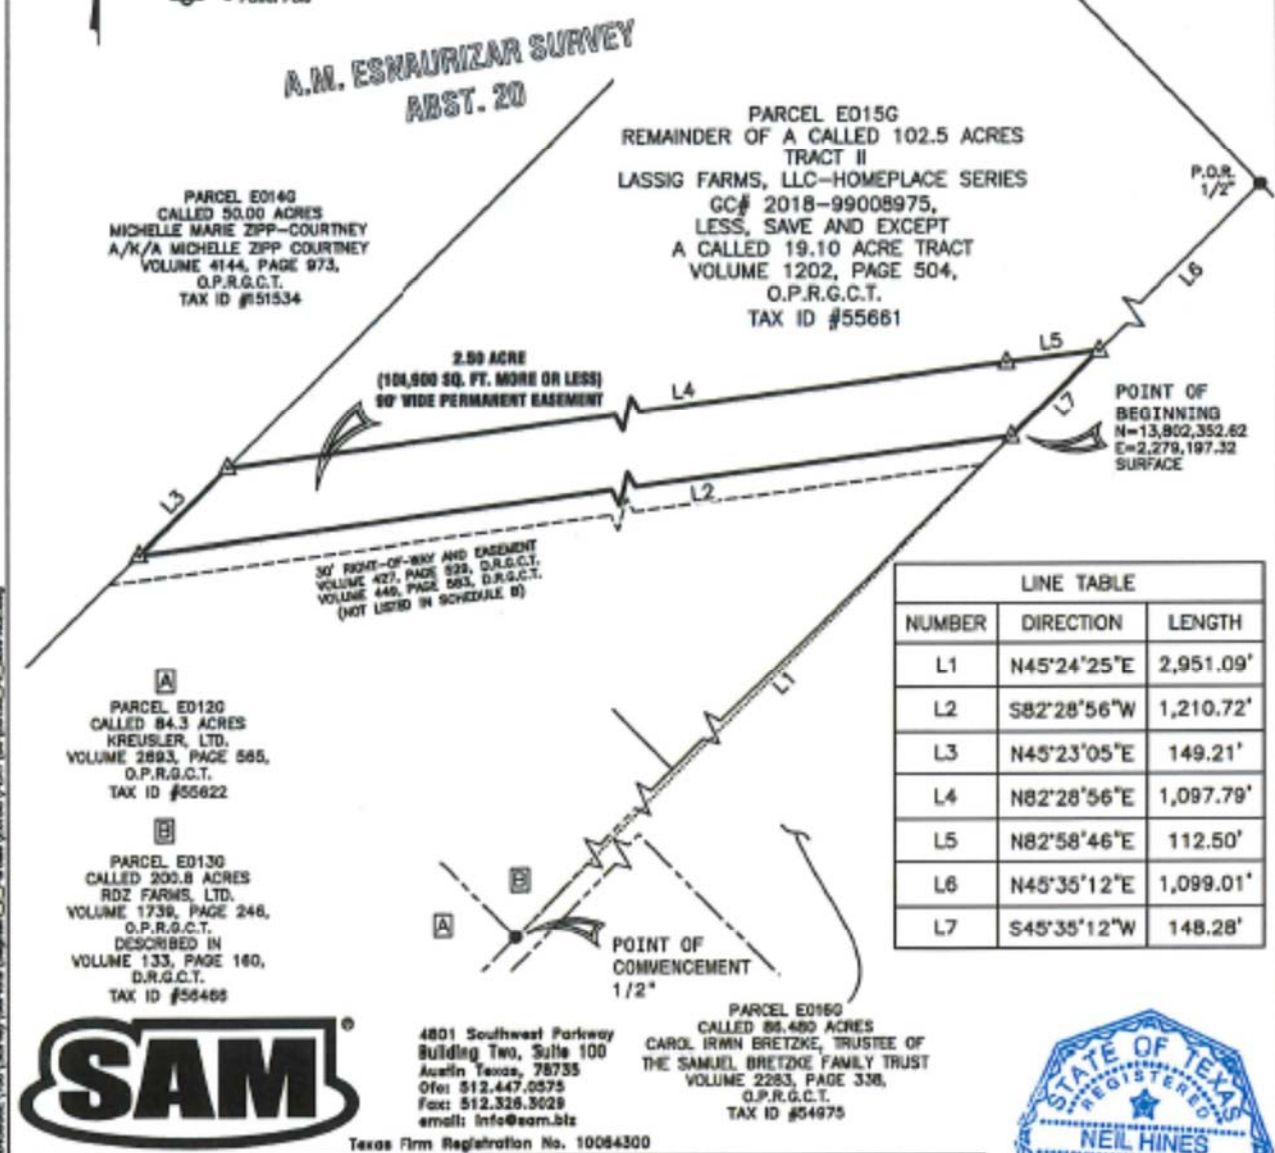 A.M. ESNAURIZAR SURVEY
ABST. 20
PARCEL E015G
REMAINDER OF A CALLED 102.5 ACRES
TRACT II
LASSIG FARMS, LLC-HOMEPLACE SERIES
GC# 2018-99008975,
LESS, SAVE AND EXCEPT
A CALLED 19.10 ACRE TRACT
VOLUME 1202, PAGE 504,
O.P.R.G.C.T.
TAX ID #55661
P.O.R.
1/2"
L6
PARCEL E014G
CALLED 50.00 ACRES
MICHELLE MARIE ZIPP-COURTNEY
A/K/A MICHELLE ZIPP COURTNEY
VOLUME 4144, PAGE 973,
O.P.R.G.C.T.
TAX ID #151534
2.50 ACRE
(108,900 SQ. FT. MORE OR LESS)
90' WIDE PERMANENT EASEMENT
L4
L5
L7
POINT OF
BEGINNING
N=13,802,352.62
E=2,279,197.32
SURFACE
L3
L2
30' RIGHT-OF-WAY AND EASEMENT
VOLUME 427, PAGE 529, D.R.G.C.T.
VOLUME 449, PAGE 583, D.R.G.C.T.
(NOT LISTED IN SCHEDULE B)
LINE TABLE
NUMBER DIRECTION LENGTH
L1 N45°24'25"E 2,951.09'
L2 S82°28'56"W 1,210.72'
L3 N45°23'05"E 149.21'
L4 N82°28'56"E 1,097.79'
L5 N82°58'46"E 112.50'
L6 N45°35'12"E 1,099.01'
L7 S45°35'12"W 148.28'
L1
A
PARCEL E012G
CALLED 84.3 ACRES
KREUSLER, LTD.
VOLUME 2893, PAGE 565,
O.P.R.G.C.T.
TAX ID #55622
B
PARCEL E013G
CALLED 200.8 ACRES
RDZ FARMS, LTD.
VOLUME 1739, PAGE 246,
O.P.R.G.C.T.
DESCRIBED IN
VOLUME 133, PAGE 160,
D.R.G.C.T.
TAX ID #56466
B
A
POINT OF
COMMENCEMENT
1/2"
PARCEL E016G
CALLED 86.480 ACRES
CAROL IRWIN BRETZKE, TRUSTEE OF
THE SAMUEL BRETZKE FAMILY TRUST
VOLUME 2283, PAGE 338,
O.P.R.G.C.T.
TAX ID #54975
SAM®
4801 Southwest Parkway
Building Two, Suite 100
Austin Texas, 78735
Ofc: 512.447.0575
Fax: 512.326.3029
email: info@sam.biz
Texas Firm Registration No. 10064300
STATE OF TEXAS
REGISTERED
NEIL HINES